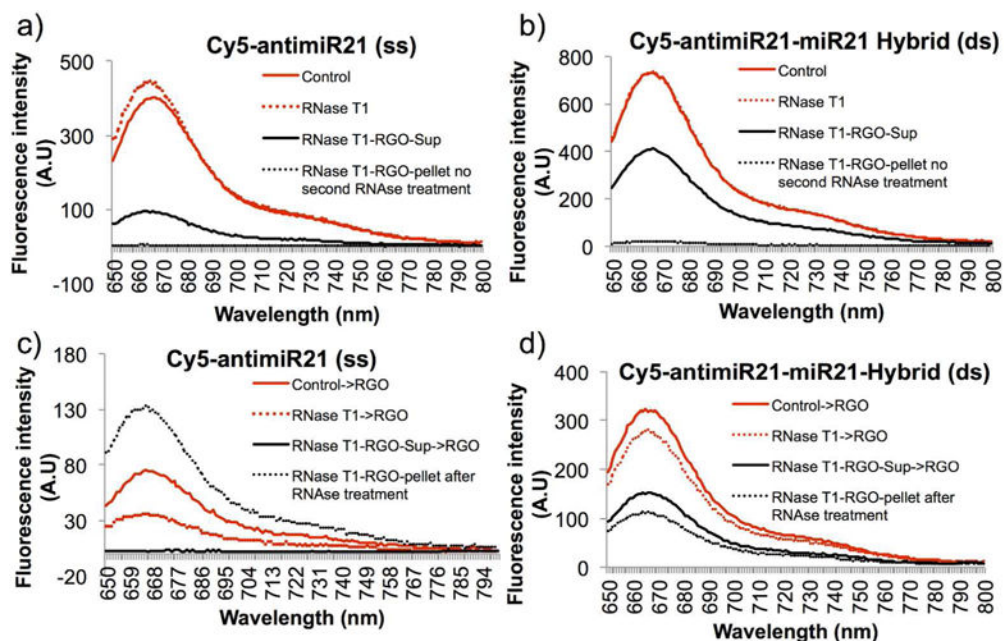 a)
Cy5-antimiR21 (ss)
Fluorescence intensity
(A.U)
500
300
100
-100
Control
RNase T1
RNase T1-RGO-Sup
RNase T1-RGO-pellet no
second RNAse treatment
650
660
670
680
690
700
710
720
730
740
750
760
770
780
790
800
Wavelength (nm)
b)
Cy5-antimiR21-miR21 Hybrid (ds)
Fluorescence intensity
(A.U)
800
600
400
200
0
Control
RNase T1
RNase T1-RGO-Sup
RNase T1-RGO-pellet no
second RNAse treatment
650
660
670
680
690
700
710
720
730
740
750
760
770
780
790
800
Wavelength (nm)
c)
Cy5-antimiR21 (ss)
Fluorescence intensity
(A.U)
180
130
80
30
-20
Control->RGO
RNase T1->RGO
RNase T1-RGO-Sup->RGO
RNase T1-RGO-pellet after
RNAse treatment
650
659
668
677
686
695
704
713
722
731
740
749
758
767
776
785
794
Wavelength (nm)
d)
Cy5-antimiR21-miR21-Hybrid (ds)
Fluorescence intensity
(A.U)
400
300
200
100
0
Control->RGO
RNase T1->RGO
RNase T1-RGO-Sup->RGO
RNase T1-RGO-pellet after
RNAse treatment
650
660
670
680
690
700
710
720
730
740
750
760
770
780
790
800
Wavelength (nm)